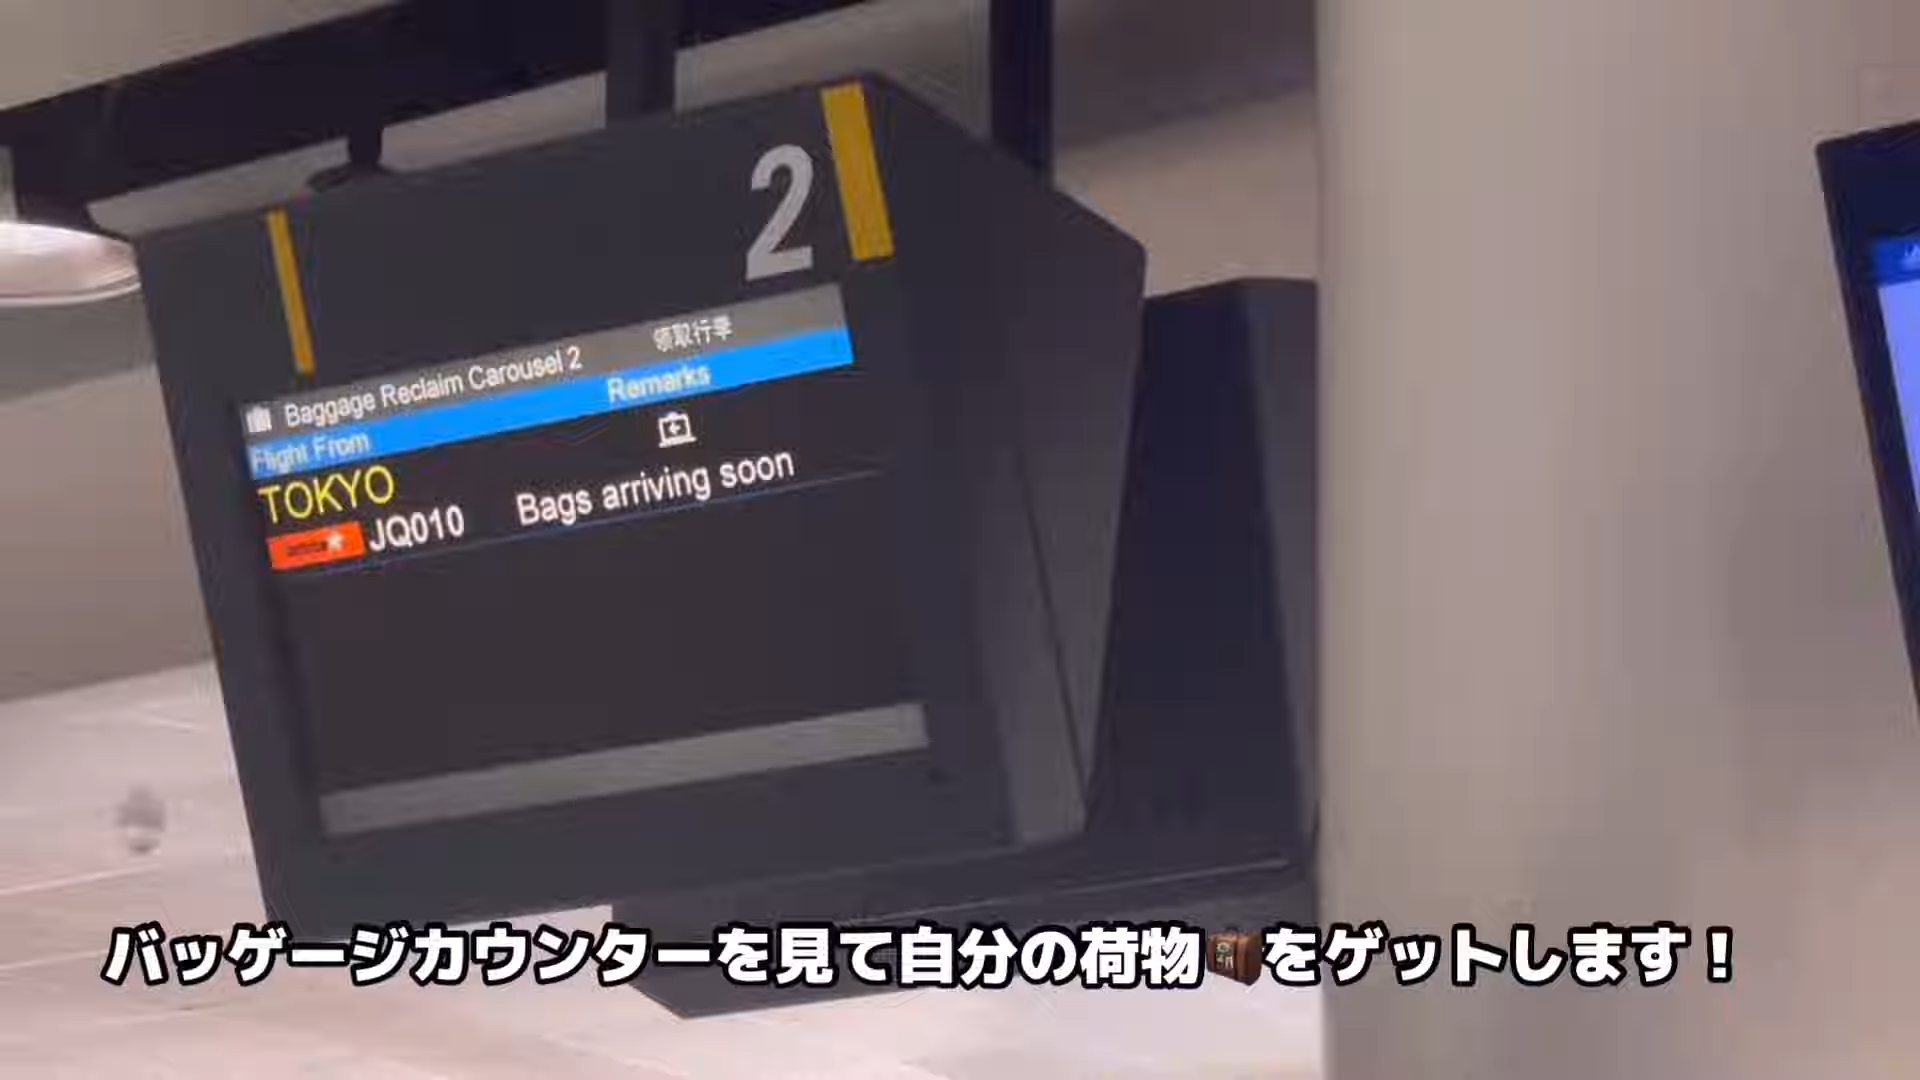 2
Baggage Reclaim Carousel 2 领取行李
Flight From Remarks
TOKYO
JQ010 Bags arriving soon
バッゲージカウンターを見て自分の荷物をゲットします！